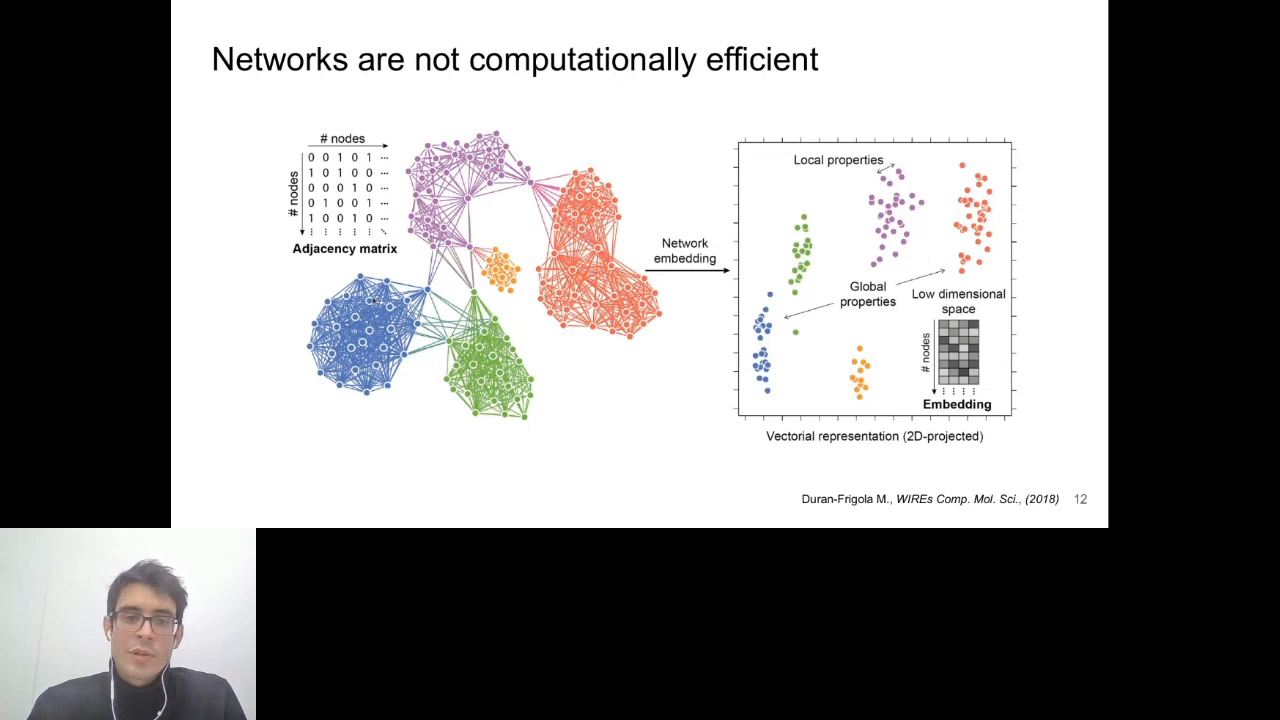 Networks are not computationally efficient
# nodes
# nodes
0 0 1 0 1 ...
1 0 1 0 0 ...
0 0 0 1 0 ...
0 1 0 0 1 ...
1 0 0 1 0 ...
⋮ ⋮ ⋮ ⋮ ⋮ ⋱
Adjacency matrix
Network
embedding
Local properties
Global
properties
Low dimensional
space
# nodes
⋮ ⋮ ⋮ ⋮
Embedding
Vectorial representation (2D-projected)
Duran-Frigola M., WIREs Comp. Mol. Sci., (2018)
12